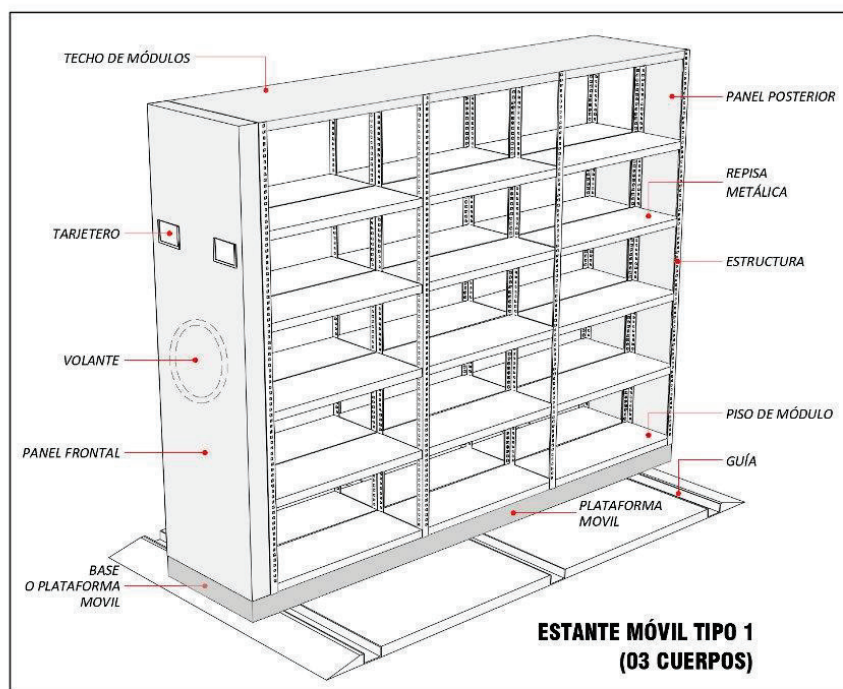 TECHO DE MÓDULOS
PANEL POSTERIOR
REPISA
METÁLICA
TARJETERO
ESTRUCTURA
VOLANTE
PISO DE MÓDULO
PANEL FRONTAL
GUÍA
PLATAFORMA
MOVIL
BASE
O PLATAFORMA
MOVIL
ESTANTE MÓVIL TIPO 1
(03 CUERPOS)